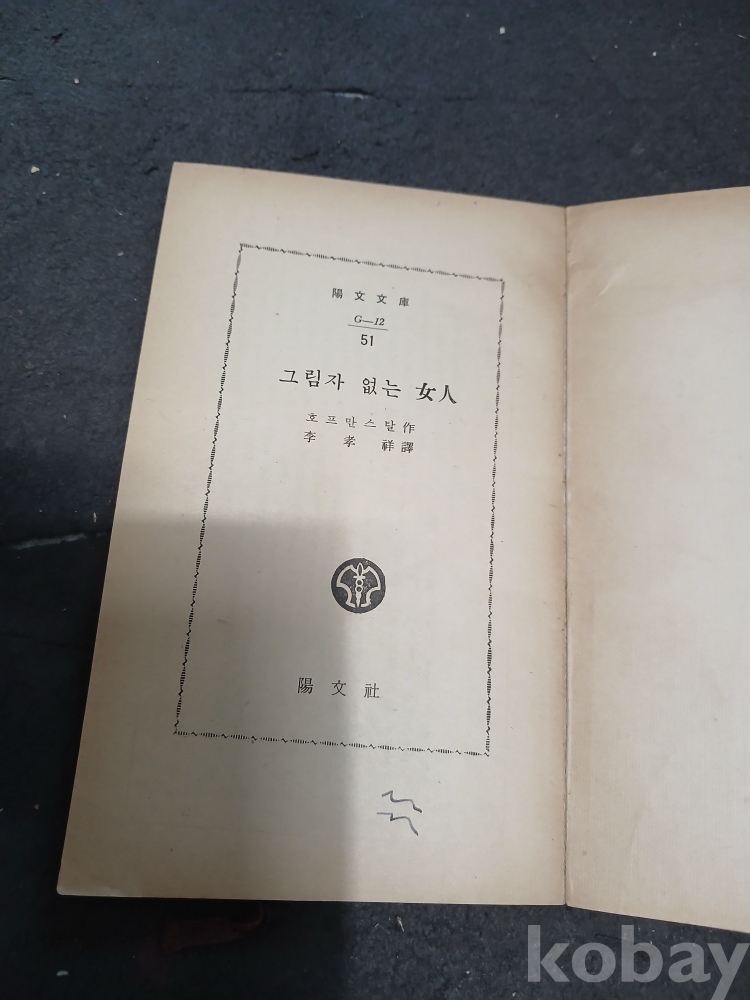 陽文文庫
G—12
51
그림자 없는 女人
호프만스탈 作
李孝祥 譯
陽文社
kobay